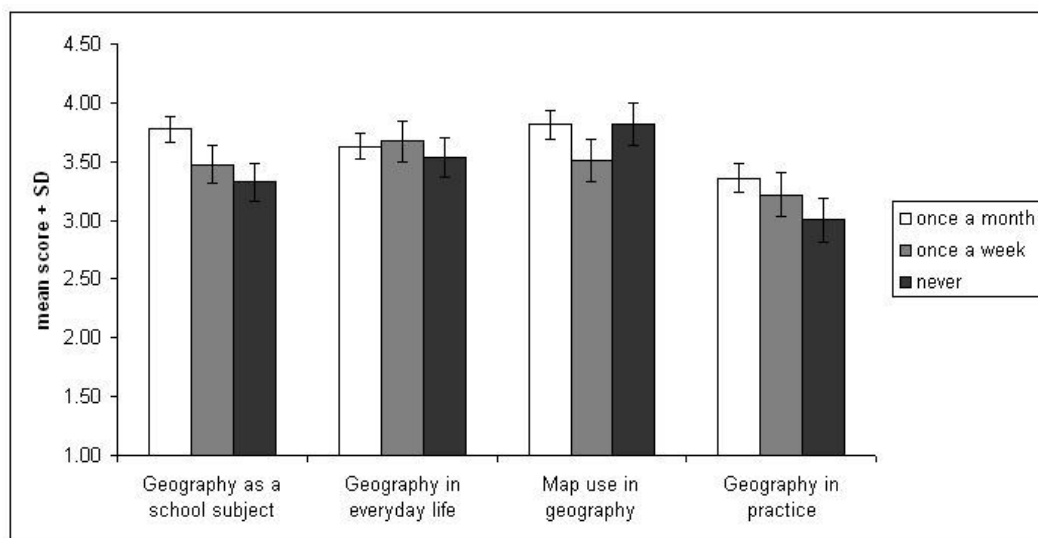 mean score + SD
4.50
4.00
3.50
3.00
2.50
2.00
1.50
1.00
Geography as a
school subject
Geography in
everyday life
Map use in
geography
Geography in
practice
once a month
once a week
never